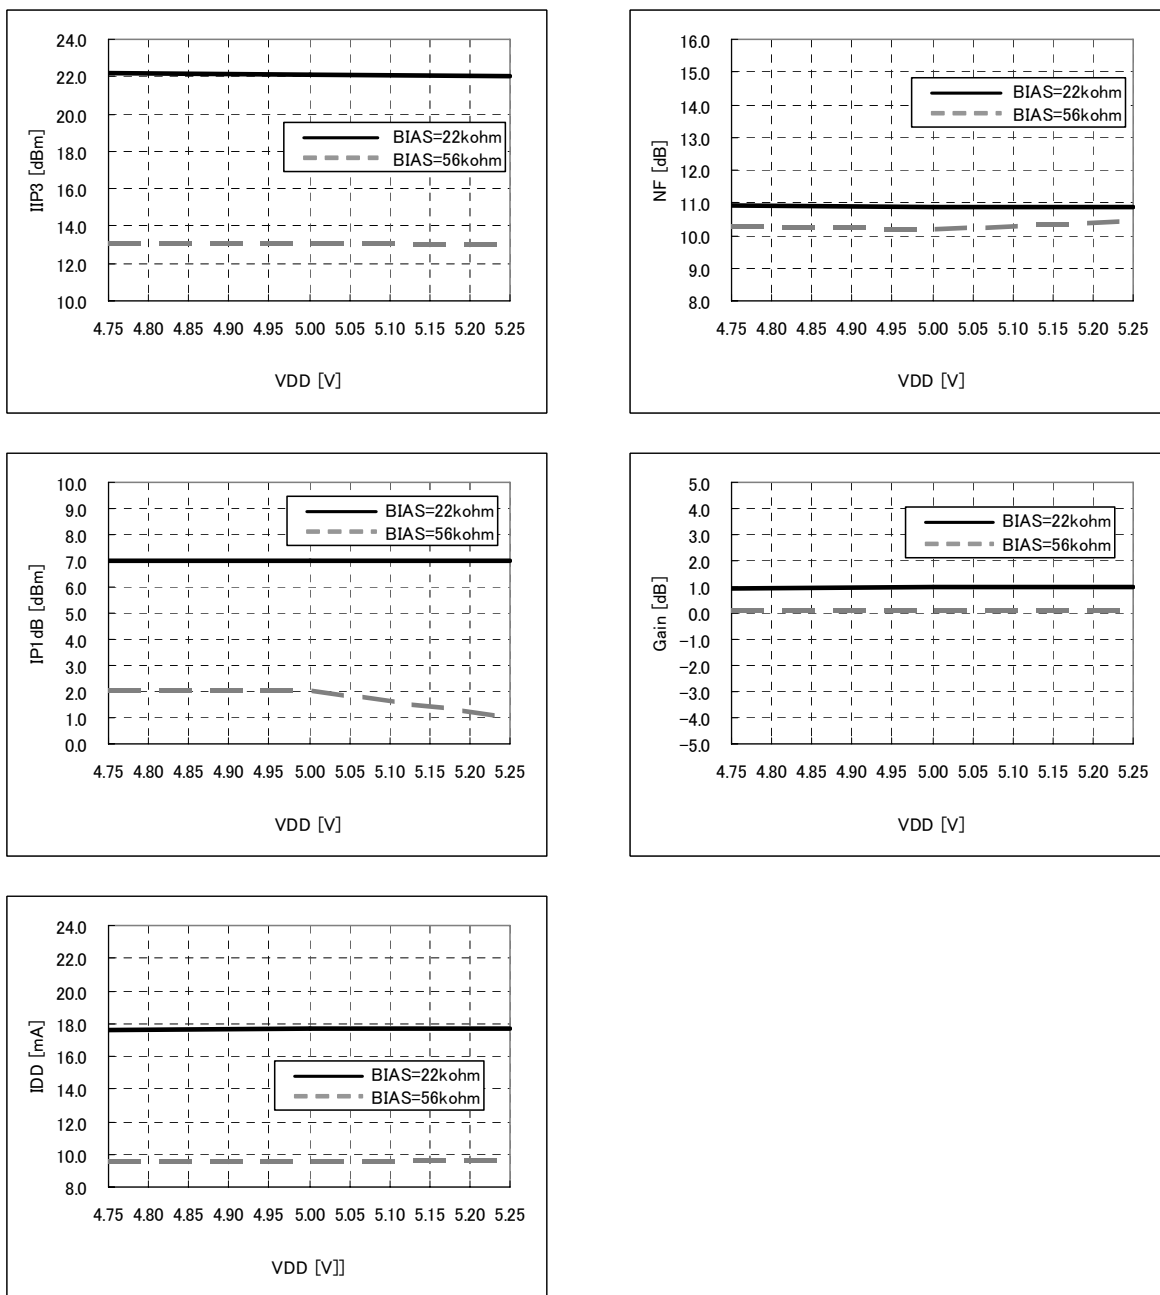 IIP3 [dBm]
24.0
22.0
20.0
18.0
16.0
14.0
12.0
10.0
BIAS=22kohm
BIAS=56kohm
4.75 4.80 4.85 4.90 4.95 5.00 5.05 5.10 5.15 5.20 5.25
VDD [V]
NF [dB]
16.0
15.0
14.0
13.0
12.0
11.0
10.0
9.0
8.0
BIAS=22kohm
BIAS=56kohm
4.75 4.80 4.85 4.90 4.95 5.00 5.05 5.10 5.15 5.20 5.25
VDD [V]
IP1dB [dBm]
10.0
9.0
8.0
7.0
6.0
5.0
4.0
3.0
2.0
1.0
0.0
BIAS=22kohm
BIAS=56kohm
4.75 4.80 4.85 4.90 4.95 5.00 5.05 5.10 5.15 5.20 5.25
VDD [V]
Gain [dB]
5.0
4.0
3.0
2.0
1.0
0.0
-1.0
-2.0
-3.0
-4.0
-5.0
BIAS=22kohm
BIAS=56kohm
4.75 4.80 4.85 4.90 4.95 5.00 5.05 5.10 5.15 5.20 5.25
VDD [V]
IDD [mA]
24.0
22.0
20.0
18.0
16.0
14.0
12.0
10.0
8.0
BIAS=22kohm
BIAS=56kohm
4.75 4.80 4.85 4.90 4.95 5.00 5.05 5.10 5.15 5.20 5.25
VDD [V]]